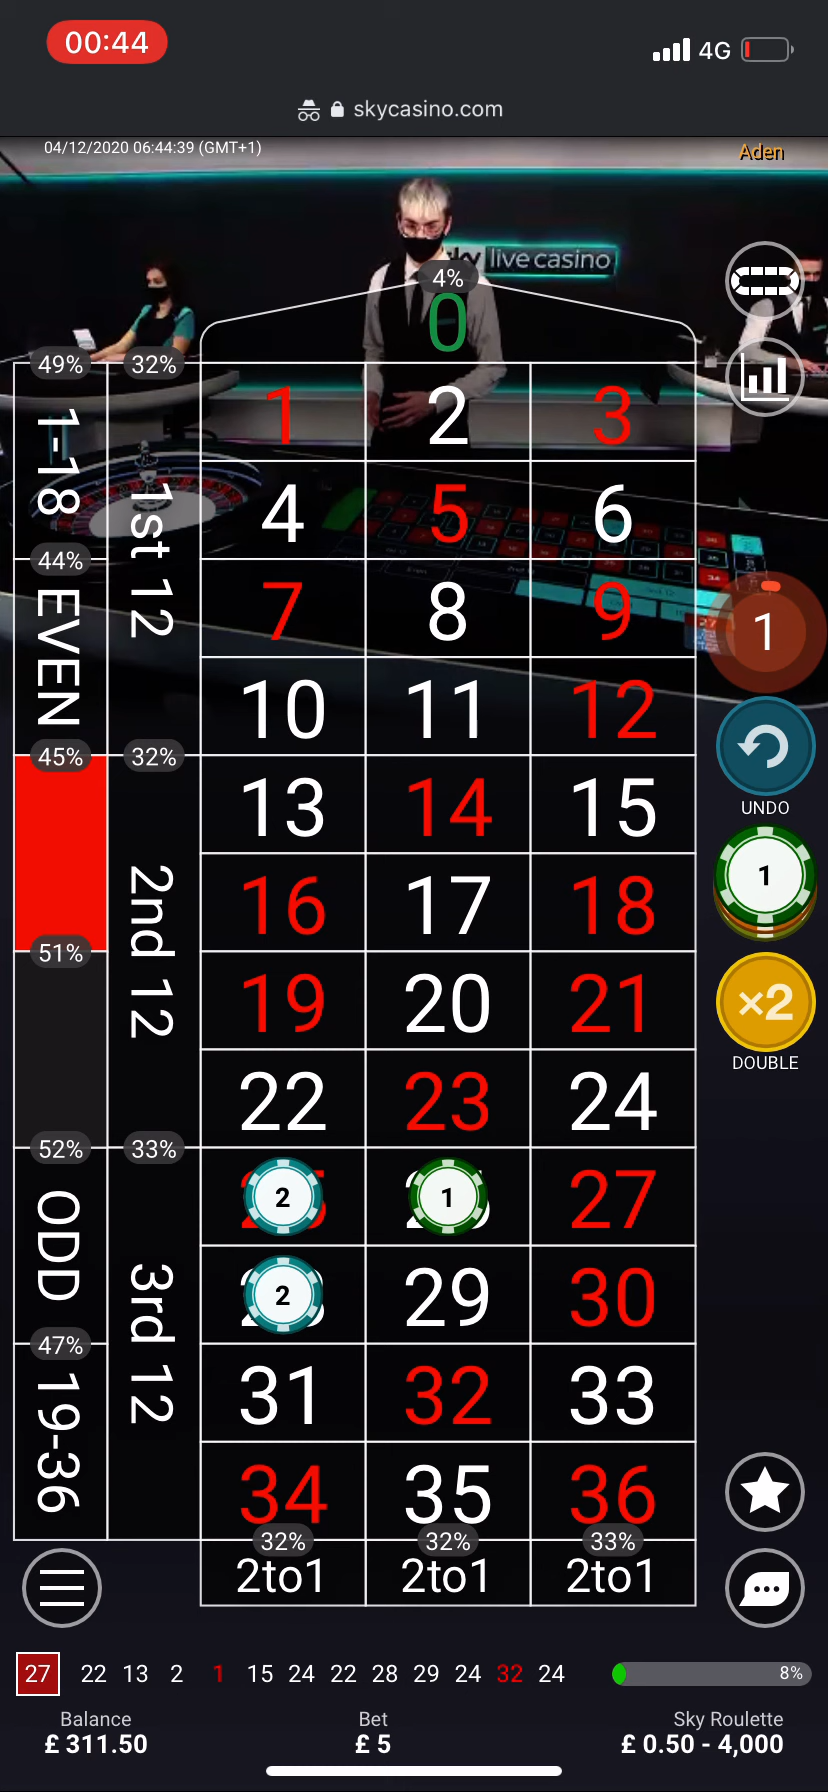 00:44
4G
skycasino.com
04/12/2020 06:44:39 (GMT+1)
Aden
live casino
4%
0
49%
32%
1 2 3
1-18
4 5 6
1st 12
44%
7 8 9
EVEN
1
10 11 12
45%
32%
UNDO
13 14 15
1
16 17 18
2nd 12
51%
19 20 21
×2
DOUBLE
22 23 24
52%
33%
2 1 27
ODD
2 29 30
3rd 12
47%
31 32 33
19-36
34 35 36
32% 32% 33%
2to1 2to1 2to1
27 22 13 2 1 15 24 22 28 29 24 32 24
8%
Balance
£ 311.50
Bet
£ 5
Sky Roulette
£ 0.50 - 4,000